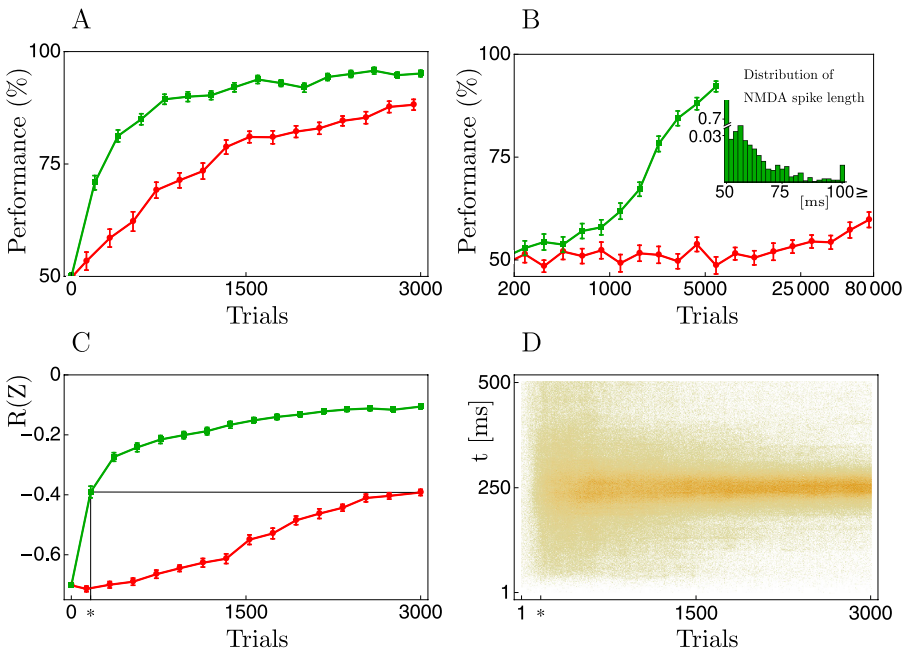 A
100
75
50
Performance (%)
0
1500
3000
Trials
B
100
75
50
Performance (%)
200
1000
5000
25 000
80 000
Trials
Distribution of
NMDA spike length
0.7
0.03
50
75
100≥
[ms]
C
0
−0.2
−0.4
−0.6
R(Z)
0
*
1500
3000
Trials
D
500
250
1
t [ms]
1
*
1500
3000
Trials